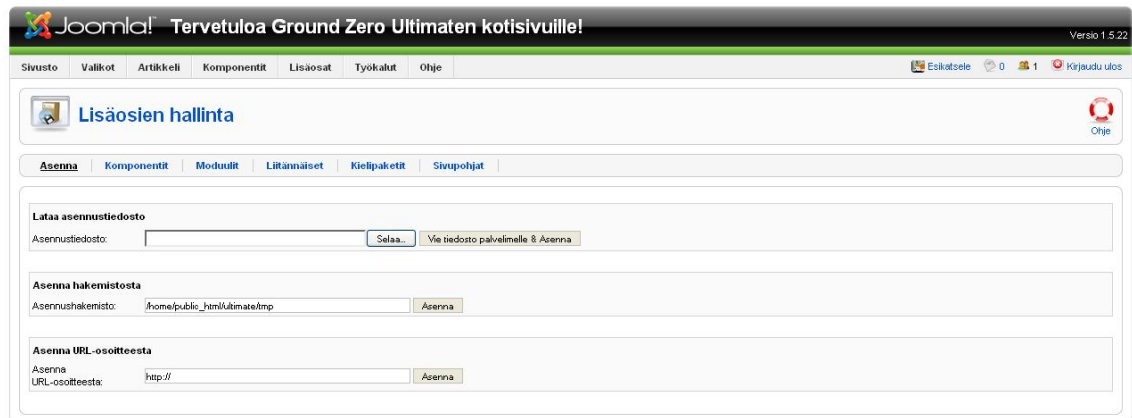 Joomla! Tervetuloa Ground Zero Ultimaten kotisivuille!
Versio 1.5.22
Sivusto Valikot Artikkeli Komponentit Lisäosat Työkalut Ohje Esikatsele 0 1 Kirjaudu ulos
Lisäosien hallinta
Ohje
Asenna Komponentit Moduulit Liitännäiset Kielipaketit Sivupohjat
Lataa asennustiedosto
Asennustiedosto: Selaa... Vie tiedosto palvelimelle & Asenna
Asenna hakemistosta
Asennushakemisto: /home/public_html/ultimate/tmp Asenna
Asenna URL-osoitteesta
Asenna
URL-osoitteesta: http:// Asenna